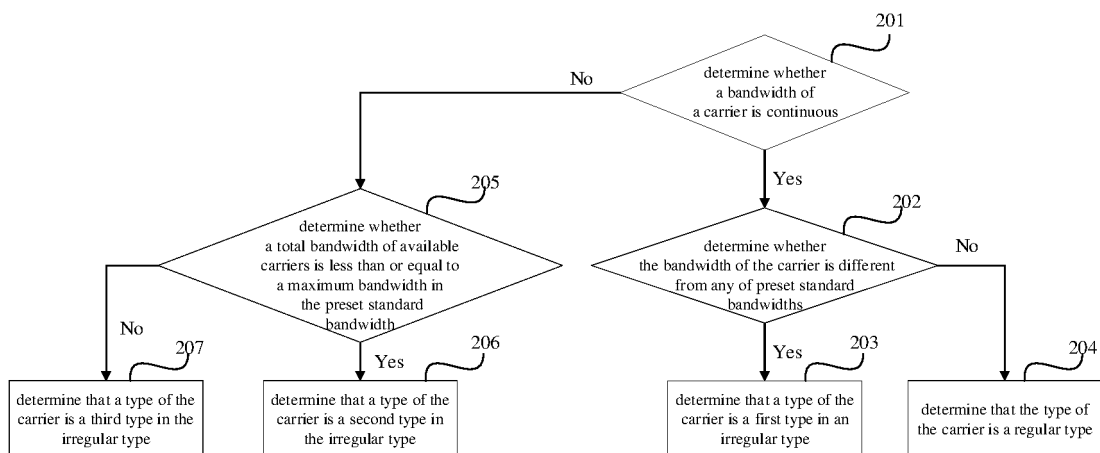 201
No
determine whether
a bandwidth of
a carrier is continuous
Yes
205
determine whether
a total bandwidth of available
carriers is less than or equal to
a maximum bandwidth in
the preset standard
bandwidth
202
determine whether
the bandwidth of the carrier is different
from any of preset standard
bandwidths
No
No
Yes
Yes
207
206
203
204
determine that a type of the
carrier is a third type in the
irregular type
determine that a type of the
carrier is a second type in
the irregular type
determine that a type of the
carrier is a first type in an
irregular type
determine that the type of
the carrier is a regular type